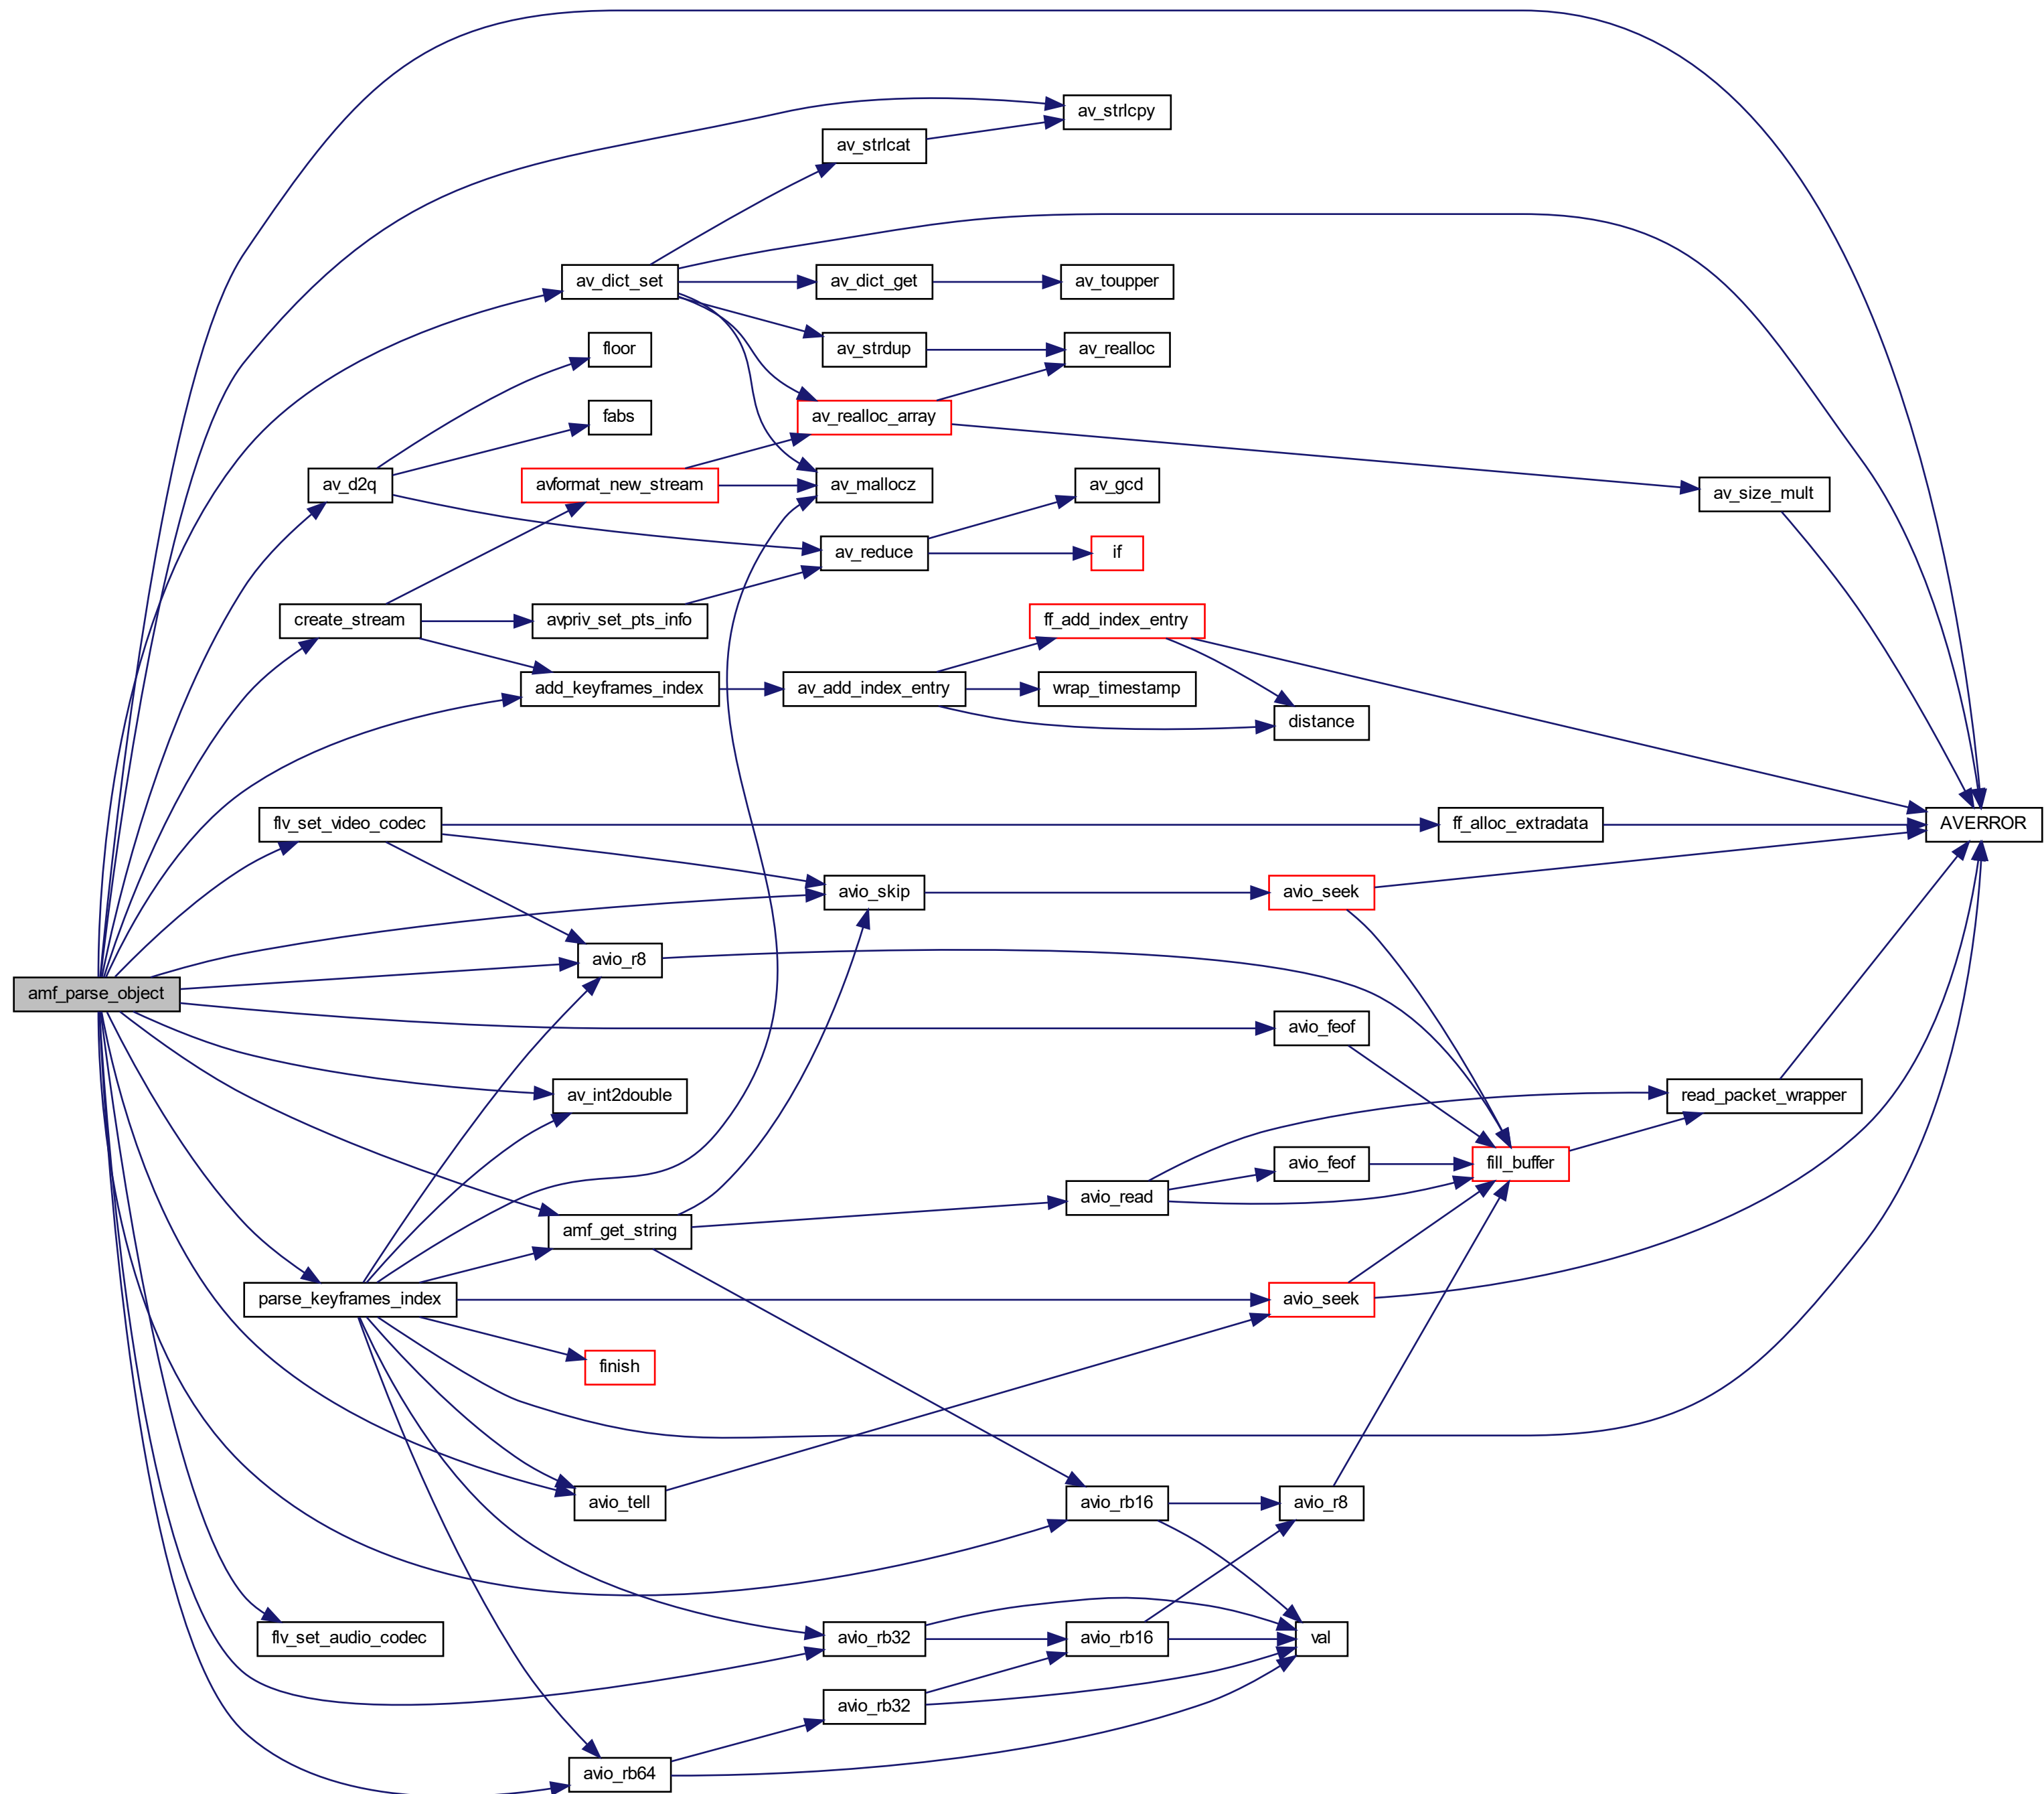 av_strlcpy
av_strlcat
av_dict_set
av_dict_get
av_toupper
floor
av_strdup
av_realloc
fabs
av_realloc_array
av_d2q
avformat_new_stream
av_mallocz
av_gcd
av_size_mult
av_reduce
if
create_stream
avpriv_set_pts_info
ff_add_index_entry
add_keyframes_index
av_add_index_entry
wrap_timestamp
distance
flv_set_video_codec
ff_alloc_extradata
AVERROR
avio_skip
avio_seek
avio_r8
amf_parse_object
avio_feof
av_int2double
read_packet_wrapper
avio_feof
fill_buffer
avio_read
amf_get_string
parse_keyframes_index
avio_seek
finish
avio_tell
avio_rb16
avio_r8
flv_set_audio_codec
avio_rb32
avio_rb16
val
avio_rb32
avio_rb64